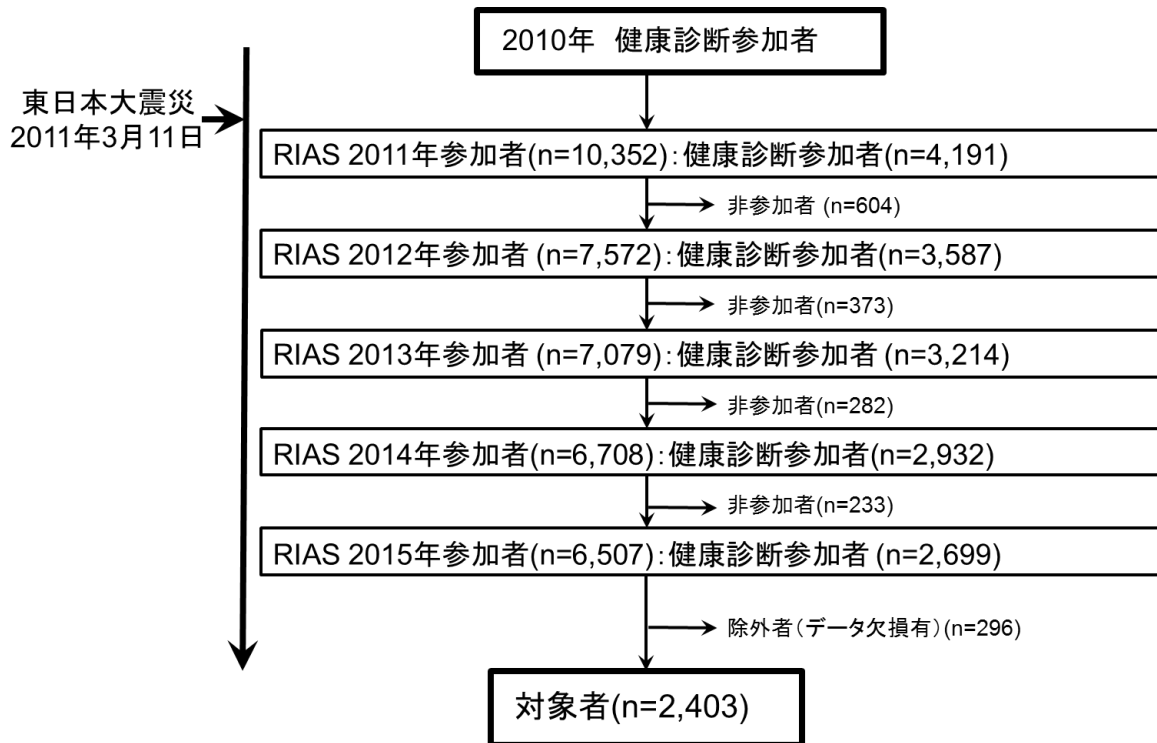 2010年 健康診断参加者
東日本大震災
2011年3月11日
RIAS 2011年参加者(n=10,352):健康診断参加者(n=4,191)
非参加者 (n=604)
RIAS 2012年参加者 (n=7,572):健康診断参加者(n=3,587)
非参加者(n=373)
RIAS 2013年参加者 (n=7,079):健康診断参加者 (n=3,214)
非参加者(n=282)
RIAS 2014年参加者(n=6,708):健康診断参加者(n=2,932)
非参加者(n=233)
RIAS 2015年参加者(n=6,507):健康診断参加者 (n=2,699)
除外者(データ欠損有)(n=296)
対象者(n=2,403)